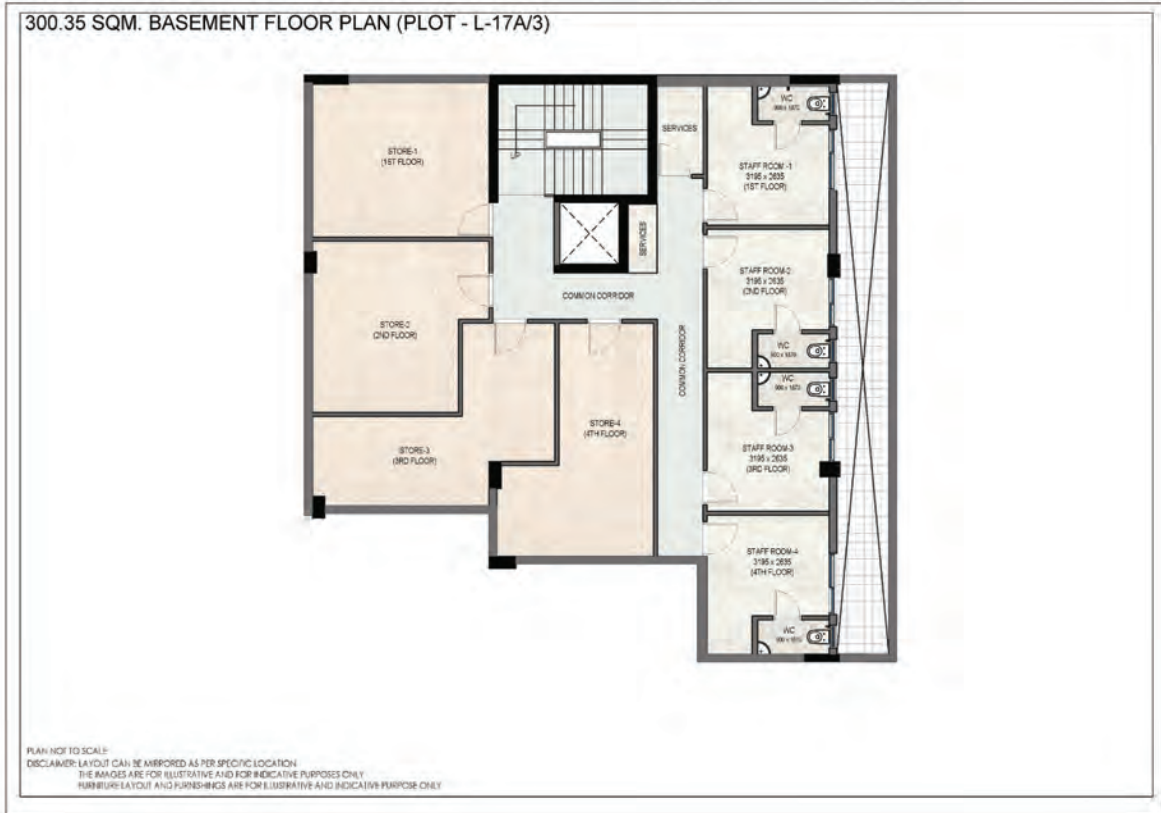 300.35 SQM. BASEMENT FLOOR PLAN (PLOT - L-17A/3)
STORE-1
(1ST FLOOR)
SERVICES
WC
STAFF ROOM -1
3195 x 2635
(1ST FLOOR)
SERVICES
STAFF ROOM-2
3195 x 2635
(2ND FLOOR)
COMMON CORRIDOR
STORE-2
(2ND FLOOR)
COMMON CORRIDOR
WC
WC
STORE-3
(3RD FLOOR)
STORE-4
(4TH FLOOR)
STAFF ROOM-3
3195 x 2635
(3RD FLOOR)
STAFF ROOM-4
3195 x 2635
(4TH FLOOR)
WC
PLAN NOT TO SCALE
DISCLAIMER: LAYOUT CAN BE MIRRORED AS PER SPECIFIC LOCATION
THE IMAGES ARE FOR ILLUSTRATIVE AND FOR INDICATIVE PURPOSES ONLY
FURNITURE LAYOUT AND FURNISHINGS ARE FOR ILLUSTRATIVE AND INDICATIVE PURPOSE ONLY